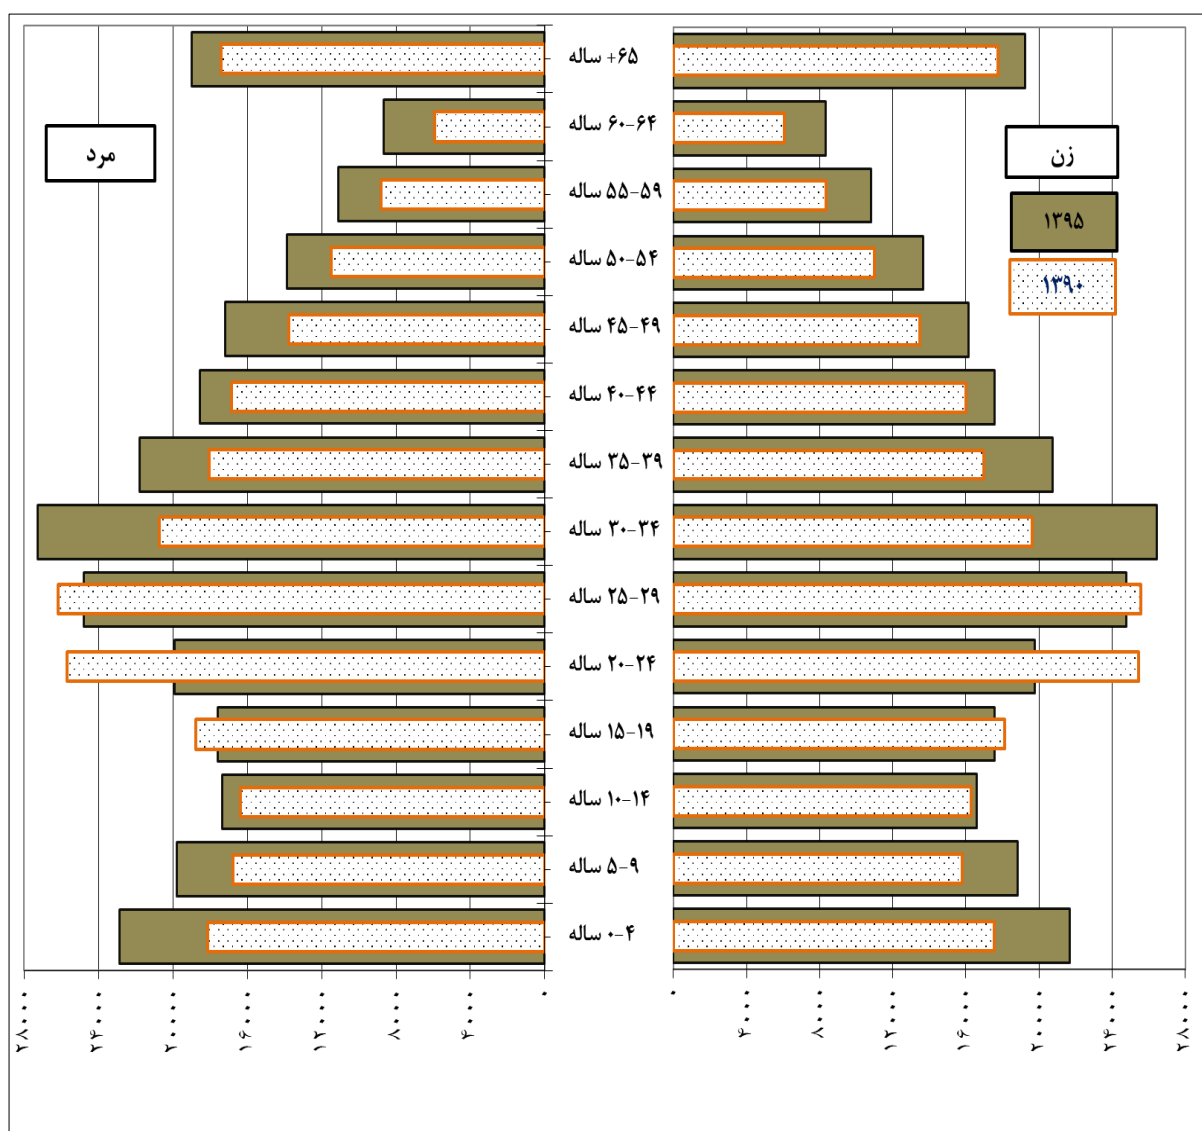 مرد
زن
۱۳۹۵
۱۳۹۰
+۶۵ ساله
۶۰-۶۴ ساله
۵۵-۵۹ ساله
۵۰-۵۴ ساله
۴۵-۴۹ ساله
۴۰-۴۴ ساله
۳۵-۳۹ ساله
۳۰-۳۴ ساله
۲۵-۲۹ ساله
۲۰-۲۴ ساله
۱۵-۱۹ ساله
۱۰-۱۴ ساله
۵-۹ ساله
۰-۴ ساله
۲۸۰۰۰
۲۴۰۰۰
۲۰۰۰۰
۱۶۰۰۰
۱۲۰۰۰
۸۰۰۰
۴۰۰۰
۰
۰
۴۰۰۰
۸۰۰۰
۱۲۰۰۰
۱۶۰۰۰
۲۰۰۰۰
۲۴۰۰۰
۲۸۰۰۰